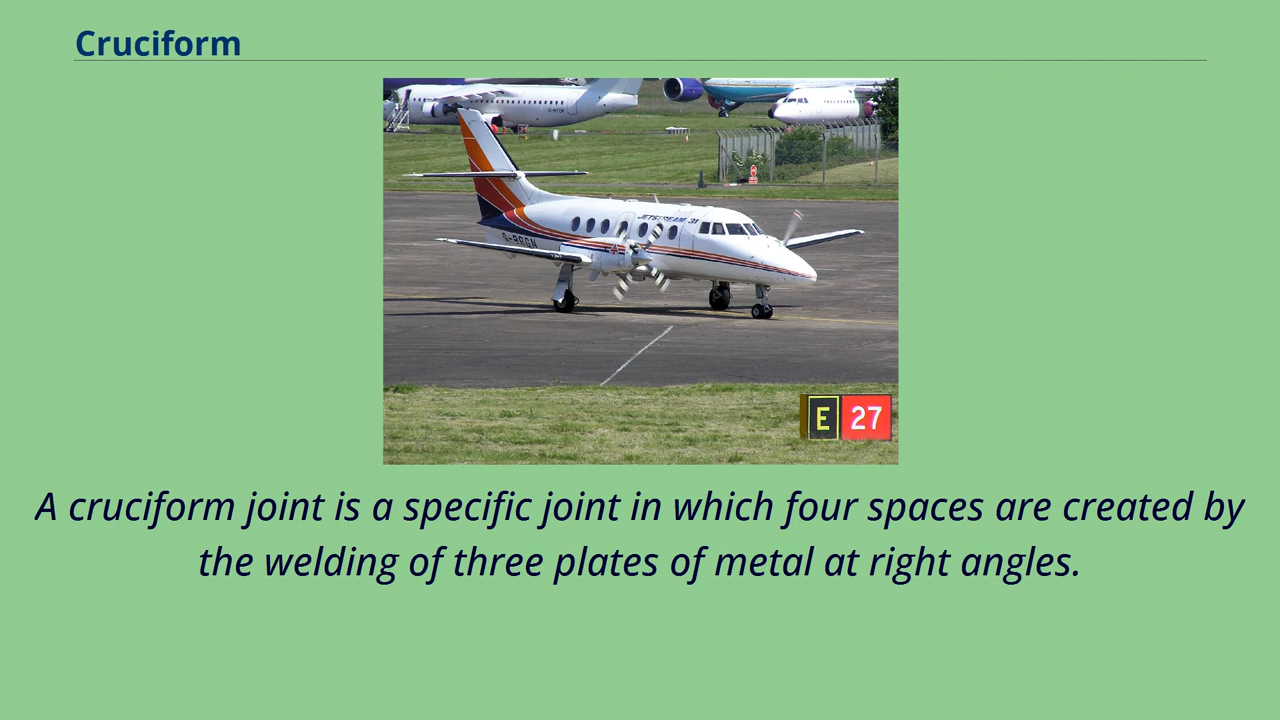 Cruciform
JETSTREAM 31
E 27
A cruciform joint is a specific joint in which four spaces are created by
the welding of three plates of metal at right angles.